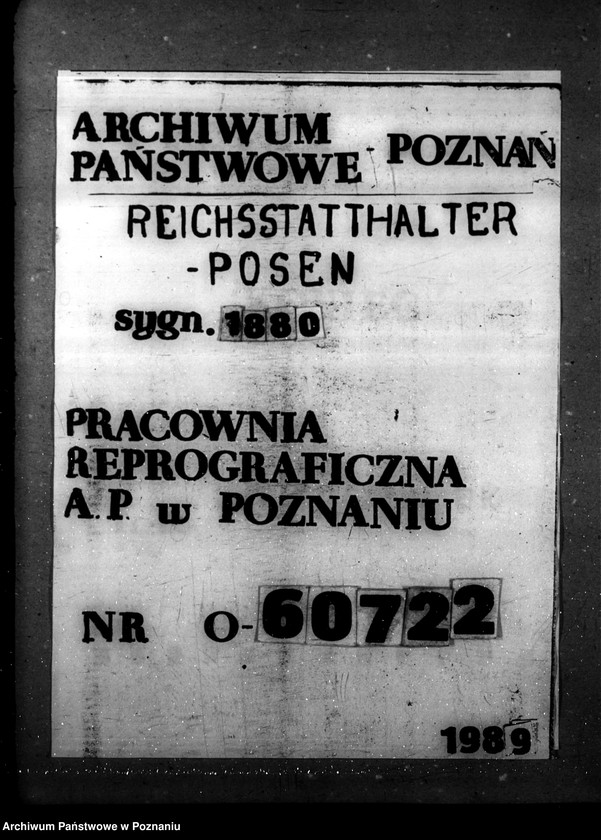 ARCHIWUM
PAŃSTWOWE - POZNAŃ
REICHSSTATTHALTER
-POSEN
sygn. 1880
PRACOWNIA
REPROGRAFICZNA
A.P. w POZNANIU
NR O-60722
1989
Archiwum Państwowe w Poznaniu